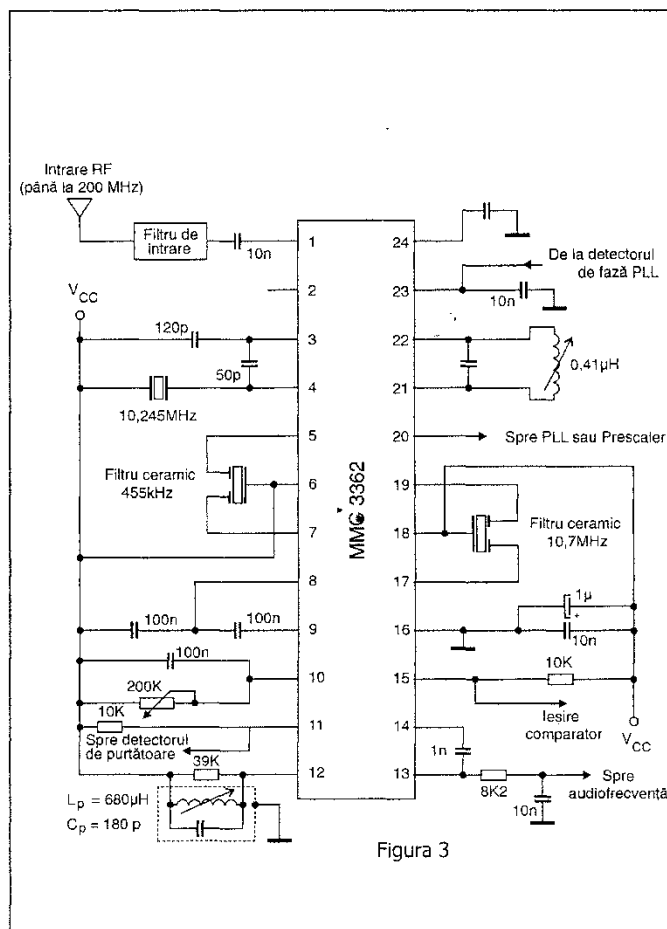 Intrare RF
(până la 200 MHz)
Filtru de
intrare
10n
1
2
3
4
5
6
7
8
9
10
11
12
V_CC
120p
50p
10,245MHz
Filtru ceramic
455kHz
100n
100n
100n
200K
10K
Spre detectorul
de purtătoare
39K
L_p = 680µH
C_p = 180 p
MMC 3362
24
23
22
21
20
19
18
17
16
15
14
13
De la detectorul
de fază PLL
10n
0,41µH
Spre PLL sau Prescaler
Filtru ceramic
10,7MHz
1µ
+
10n
10K
Iesire
comparator
V_CC
1n
8K2
10n
Spre
audiofrecvență
Figura 3